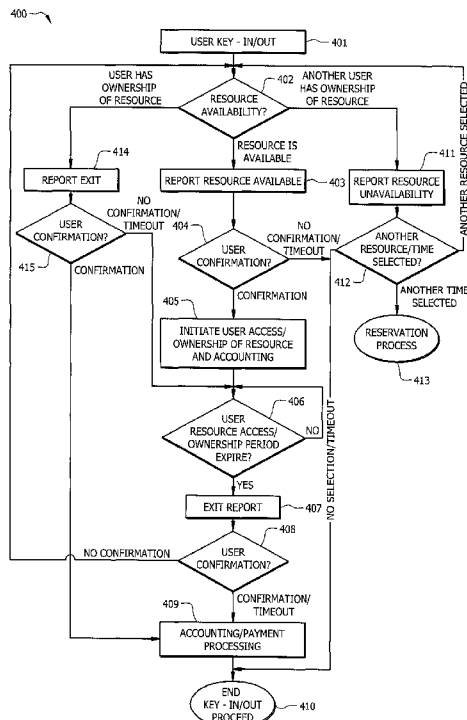 400
USER KEY - IN/OUT
401
USER HAS
OWNERSHIP
OF RESOURCE
402
RESOURCE
AVAILABILITY?
ANOTHER USER
HAS OWNERSHIP
OF RESOURCE
ANOTHER RESOURCE SELECTED
414
REPORT EXIT
RESOURCE IS
AVAILABLE
REPORT RESOURCE AVAILABLE
403
411
REPORT RESOURCE
UNAVAILABILITY
USER
CONFIRMATION?
415
NO
CONFIRMATION/
TIMEOUT
CONFIRMATION
404
USER
CONFIRMATION?
NO
CONFIRMATION/
TIMEOUT
CONFIRMATION
ANOTHER
RESOURCE/TIME
SELECTED?
412
ANOTHER TIME
SELECTED
RESERVATION
PROCESS
413
405
INITIATE USER ACCESS/
OWNERSHIP OF RESOURCE
AND ACCOUNTING
406
USER
RESOURCE ACCESS/
OWNERSHIP PERIOD
EXPIRE?
NO
NO SELECTION/TIMEOUT
YES
EXIT REPORT
407
408
USER
CONFIRMATION?
NO CONFIRMATION
CONFIRMATION/
TIMEOUT
409
ACCOUNTING/PAYMENT
PROCESSING
END
KEY - IN/OUT
PROCEED
410